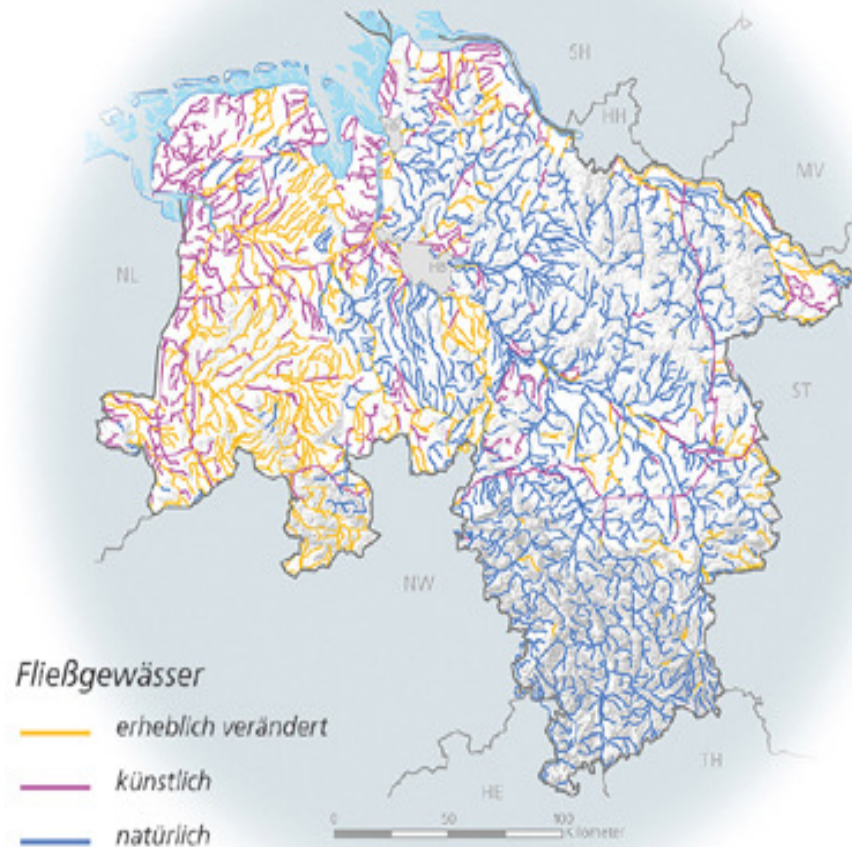 SH
HH
MV
NL
HB
ST
NW
Fließgewässer
erheblich verändert
künstlich
natürlich
TH
HE
0 50 100
Kilometer